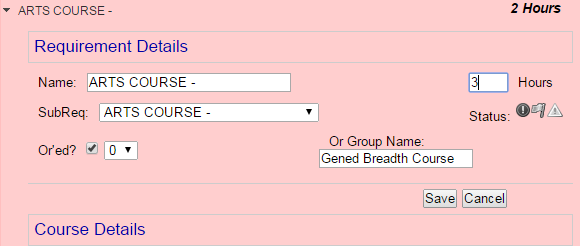 ARTS COURSE - 2 Hours
Requirement Details
Name: ARTS COURSE - 3 Hours
SubReq: ARTS COURSE - Status:
Or'ed? 0 Or Group Name:
Gened Breadth Course
Save Cancel
Course Details